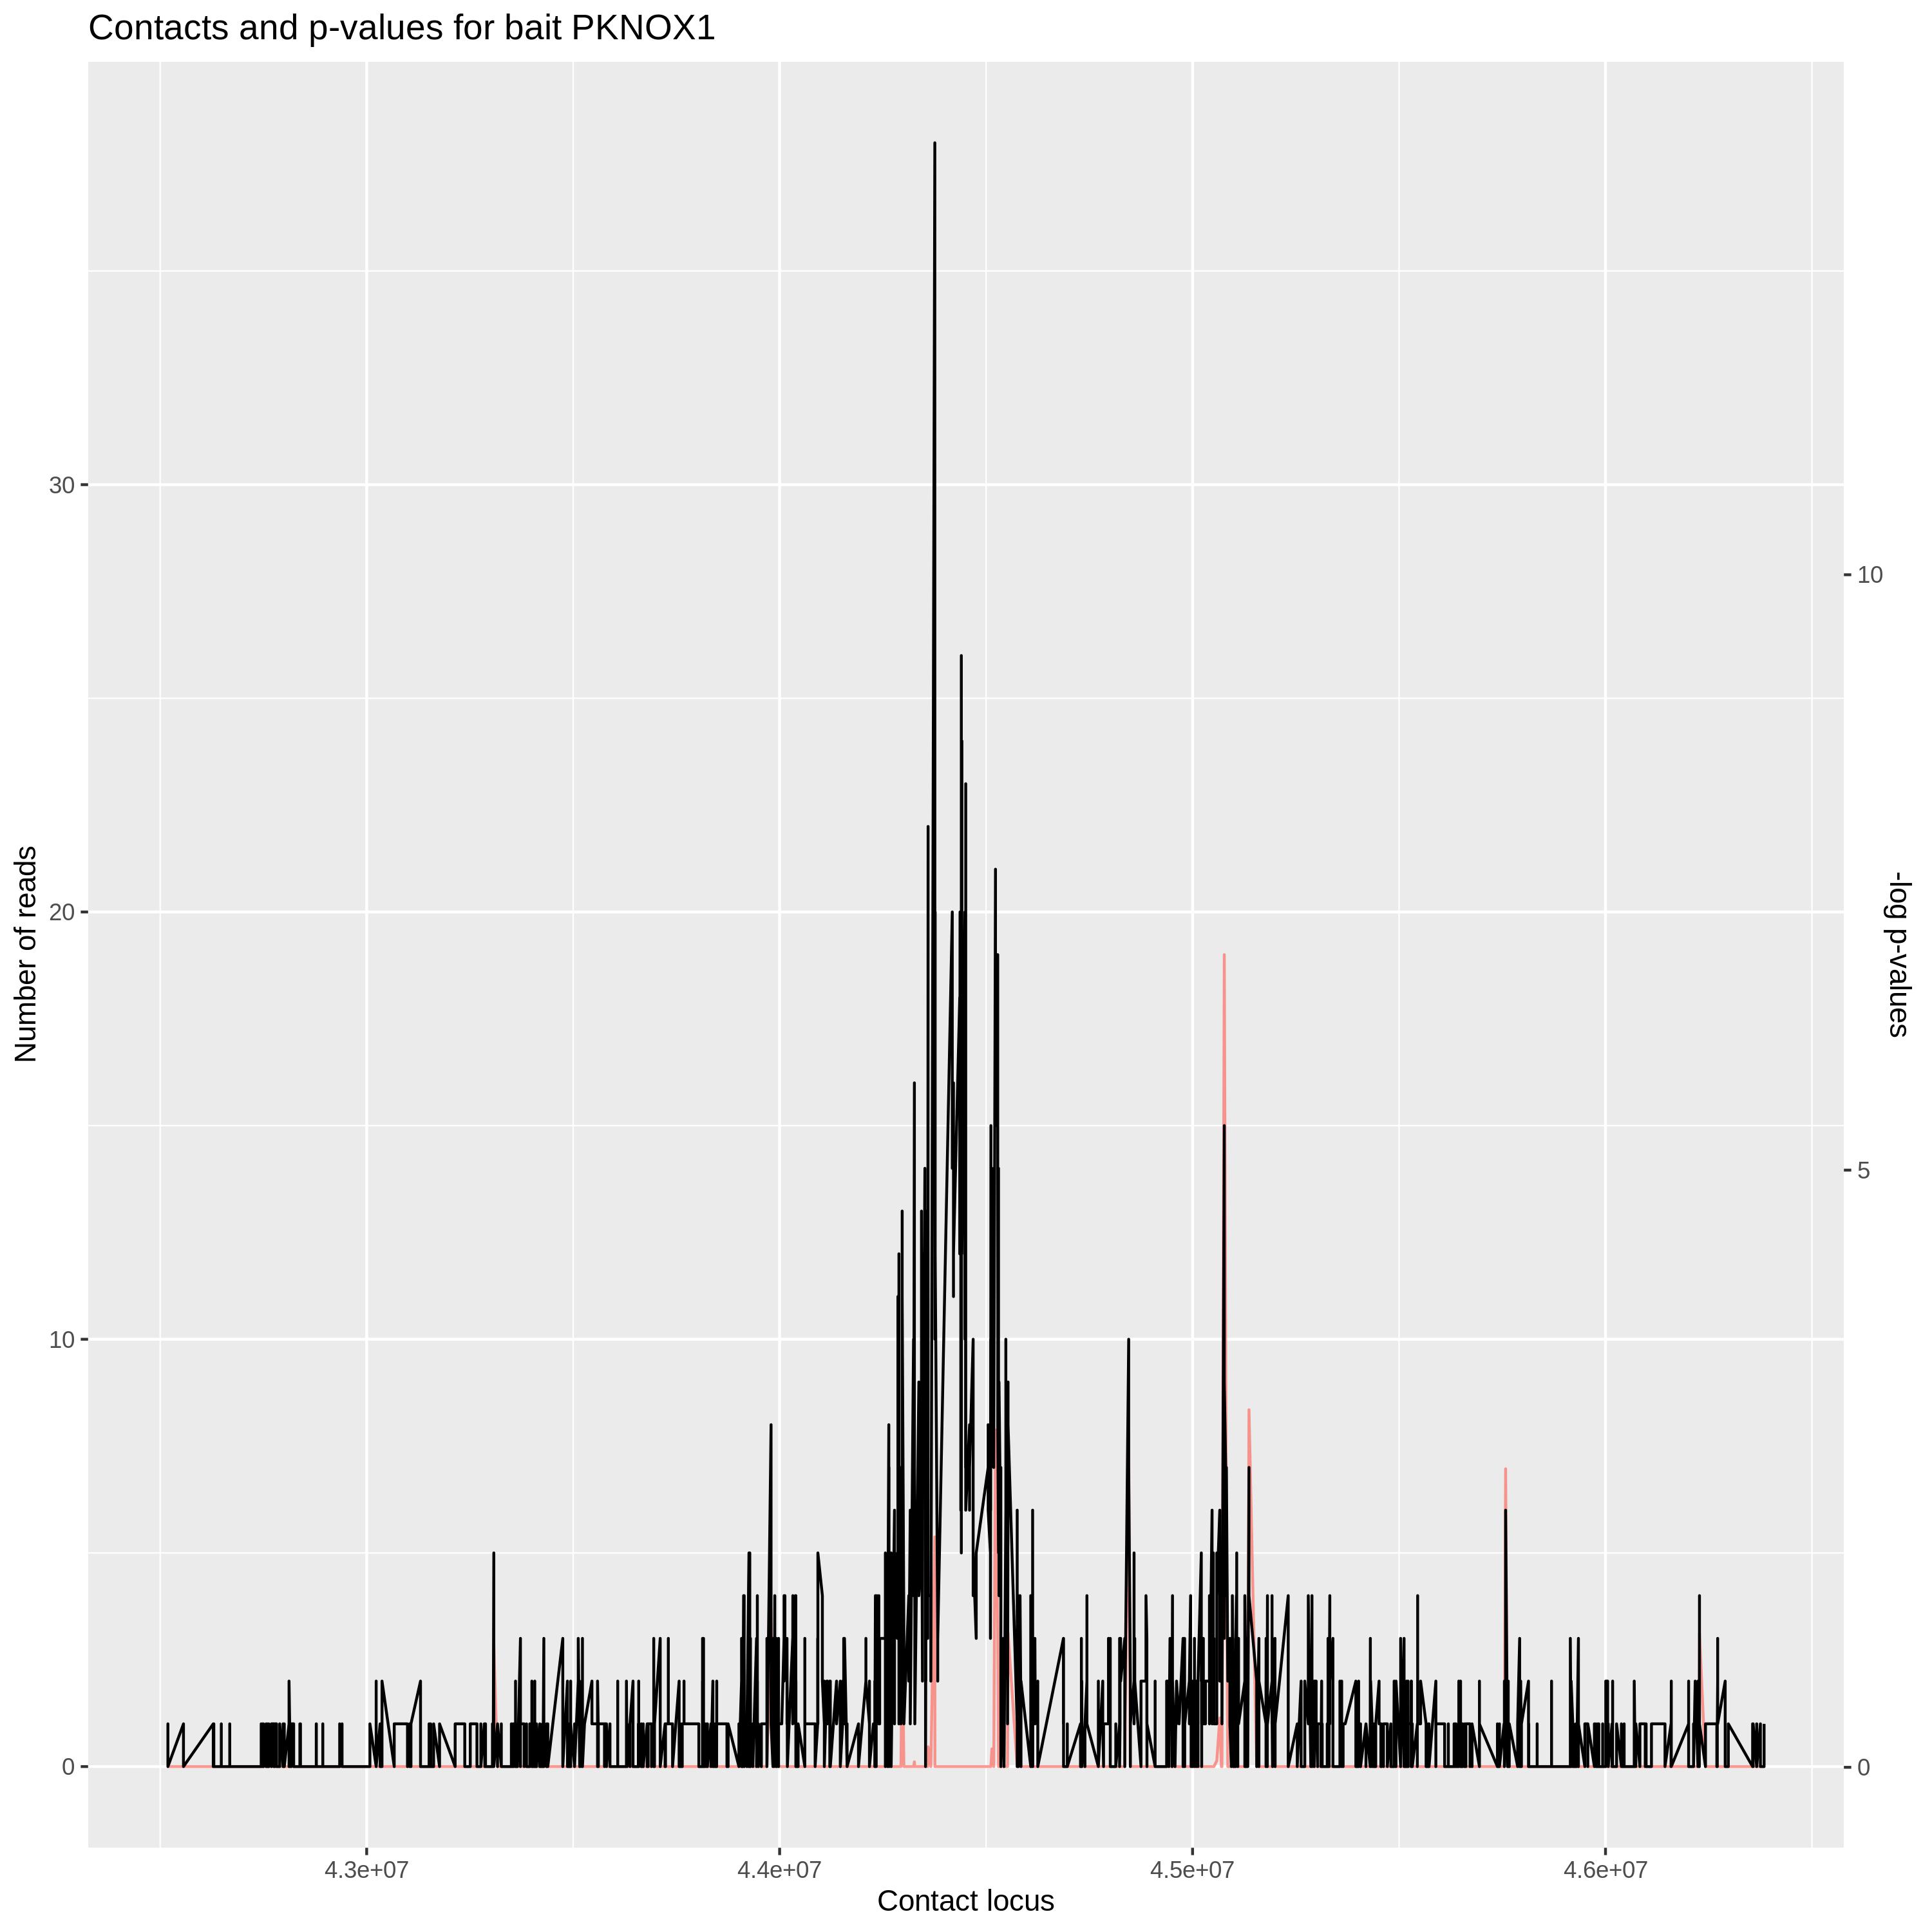 Contacts and p-values for bait PKNOX1
Number of reads
30
20
10
0
10
5
0
-log p-values
4.3e+07 4.4e+07 4.5e+07 4.6e+07
Contact locus